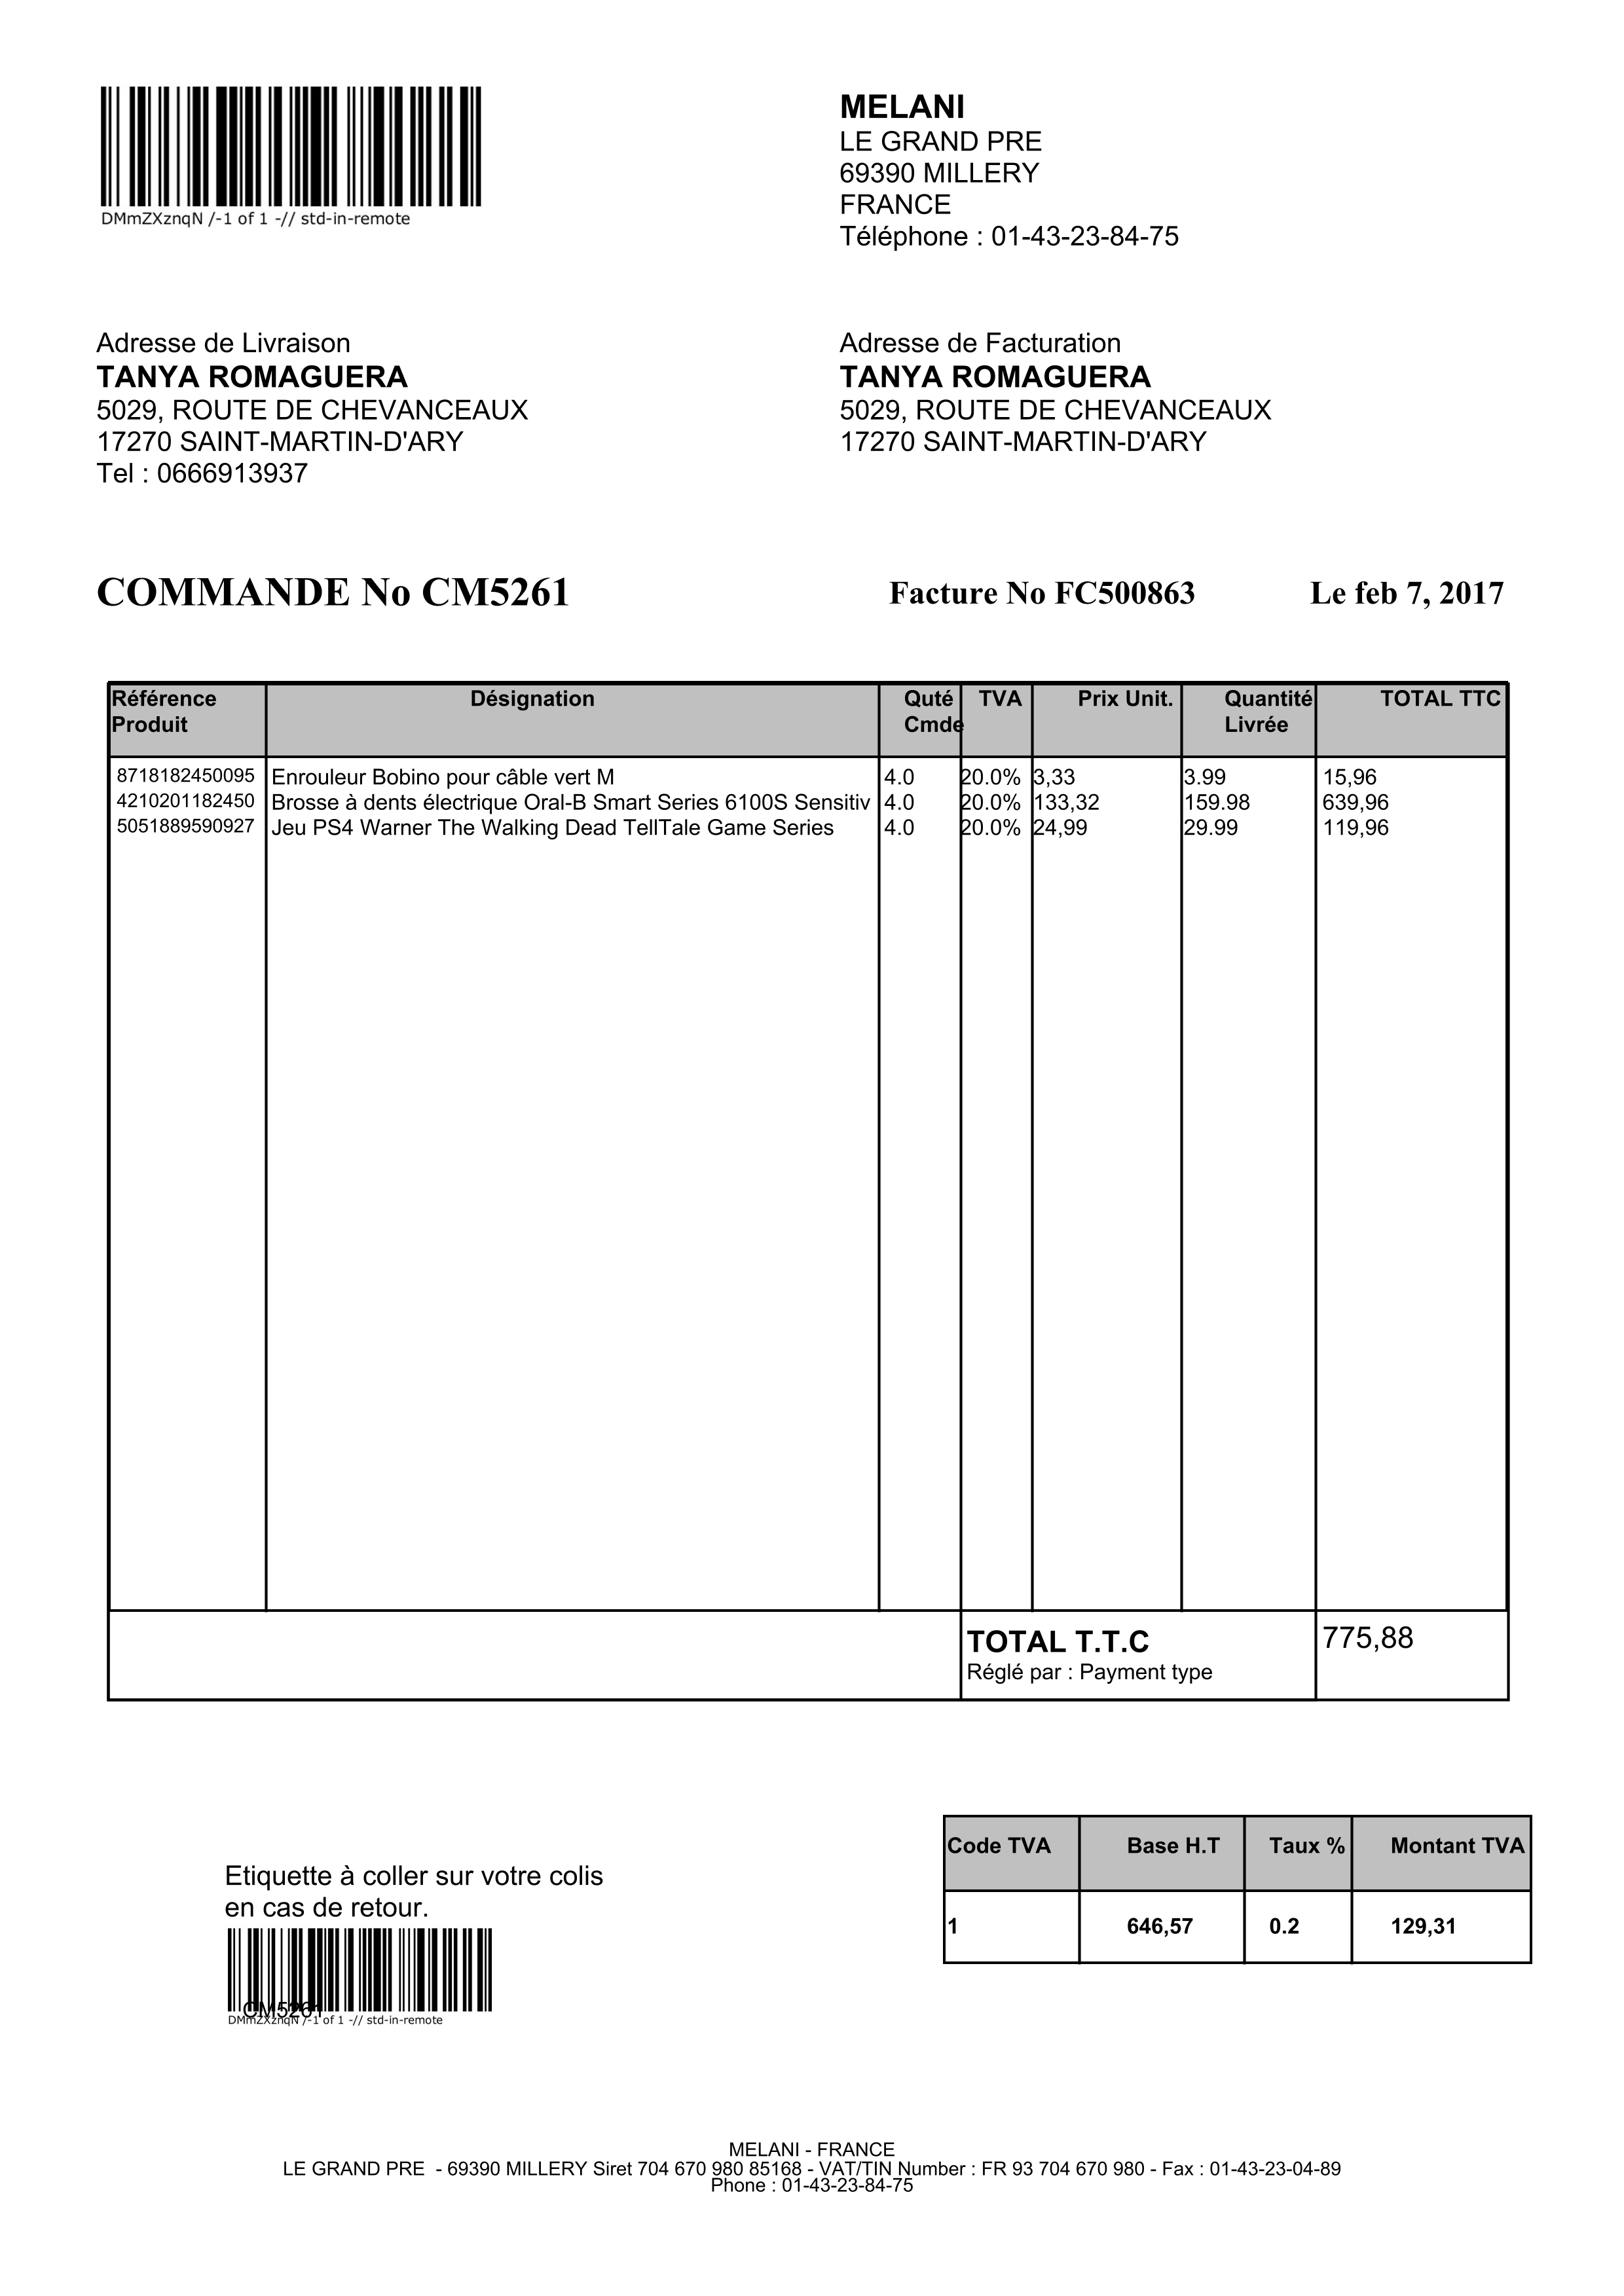 DMmZXznqN /-1 of 1 -// std-in-remote
MELANI
LE GRAND PRE
69390 MILLERY
FRANCE
Téléphone : 01-43-23-84-75
Adresse de Livraison
TANYA ROMAGUERA
5029, ROUTE DE CHEVANCEAUX
17270 SAINT-MARTIN-D'ARY
Tel : 0666913937
Adresse de Facturation
TANYA ROMAGUERA
5029, ROUTE DE CHEVANCEAUX
17270 SAINT-MARTIN-D'ARY
COMMANDE No CM5261 Facture No FC500863 Le feb 7, 2017
Référence Produit Désignation Quté Cmde TVA Prix Unit. Quantité Livrée TOTAL TTC
8718182450095 Enrouleur Bobino pour câble vert M 4.0 20.0% 3,33 3.99 15,96
4210201182450 Brosse à dents électrique Oral-B Smart Series 6100S Sensitiv 4.0 20.0% 133,32 159.98 639,96
5051889590927 Jeu PS4 Warner The Walking Dead TellTale Game Series 4.0 20.0% 24,99 29.99 119,96
TOTAL T.T.C 775,88
Réglé par : Payment type
Code TVA Base H.T Taux % Montant TVA
1 646,57 0.2 129,31
Etiquette à coller sur votre colis
en cas de retour.
CM5261
DMmZXznqN /-1 of 1 -// std-in-remote
MELANI - FRANCE
LE GRAND PRE - 69390 MILLERY Siret 704 670 980 85168 - VAT/TIN Number : FR 93 704 670 980 - Fax : 01-43-23-04-89
Phone : 01-43-23-84-75